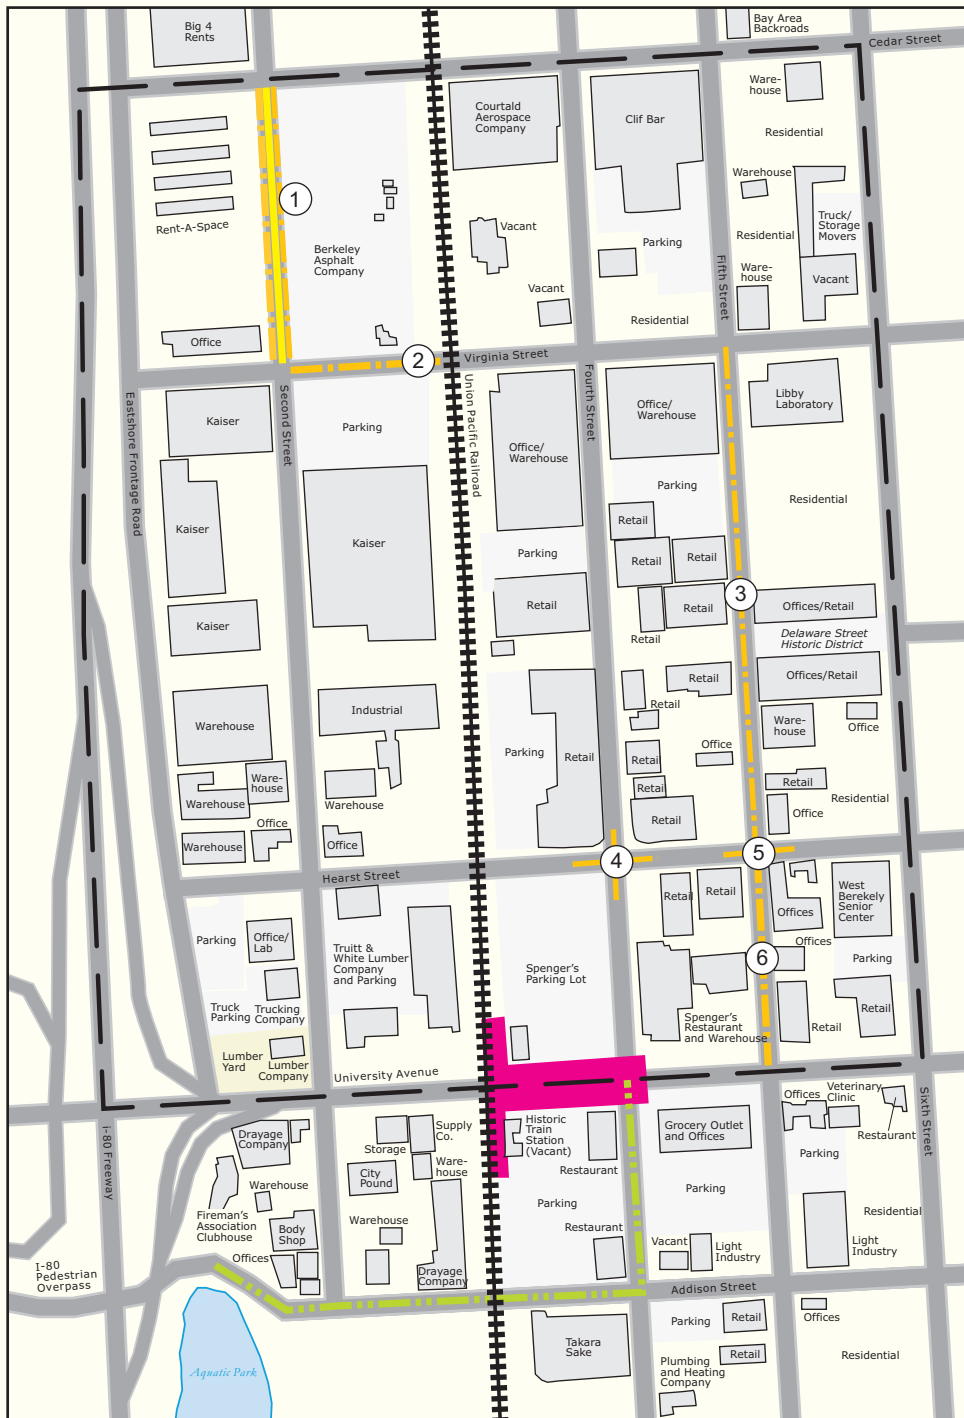 Big 4
Rents
Bay Area
Backroads
Cedar Street
Courtald
Aerospace
Company
Clif Bar
Ware-
house
Residential
Warehouse
1
Rent-A-Space
Berkeley
Asphalt
Company
Vacant
Parking
Residential
Truck/
Storage
Movers
Ware-
house
Vacant
Fifth Street
Vacant
Residential
Office
2
Virginia Street
Eastshore Frontage Road
Second Street
Union Pacific Railroad
Fourth Street
Kaiser
Parking
Office/
Warehouse
Office/
Warehouse
Libby
Laboratory
Parking
Residential
Kaiser
Kaiser
Retail
Parking
Retail
Retail
3
Kaiser
Retail
Retail
Offices/Retail
Retail
Delaware Street
Historic District
Offices/Retail
Retail
Retail
Warehouse
Industrial
Ware-
house
Office
Parking
Retail
Office
Retail
Ware-
house
Warehouse
Warehouse
Retail
Retail
Residential
Office
Office
Retail
Warehouse
Office
4
5
Hearst Street
Retail
Retail
Offices
West
Berekely
Senior
Center
Parking
Office/
Lab
Truitt &
White Lumber
Company
and Parking
Spenger's
Parking Lot
Offices
6
Parking
Truck
Parking
Trucking
Company
Spenger's
Restaurant
and Warehouse
Retail
Retail
Lumber
Yard
Lumber
Company
University Avenue
i-80 Freeway
Drayage
Company
Storage
Supply
Co.
Ware-
house
Historic
Train
Station
(Vacant)
Restaurant
Grocery Outlet
and Offices
Offices
Veterinary
Clinic
Restaurant
Sixth Street
Parking
Warehouse
City
Pound
Parking
Parking
Fireman's
Association
Clubhouse
Body
Shop
Warehouse
Restaurant
Residential
Offices
Vacant
Light
Industry
Light
Industry
I-80
Pedestrian
Overpass
Drayage
Company
Addison Street
Parking
Retail
Offices
Takara
Sake
Retail
Residential
Aquatic Park
Plumbing
and Heating
Company